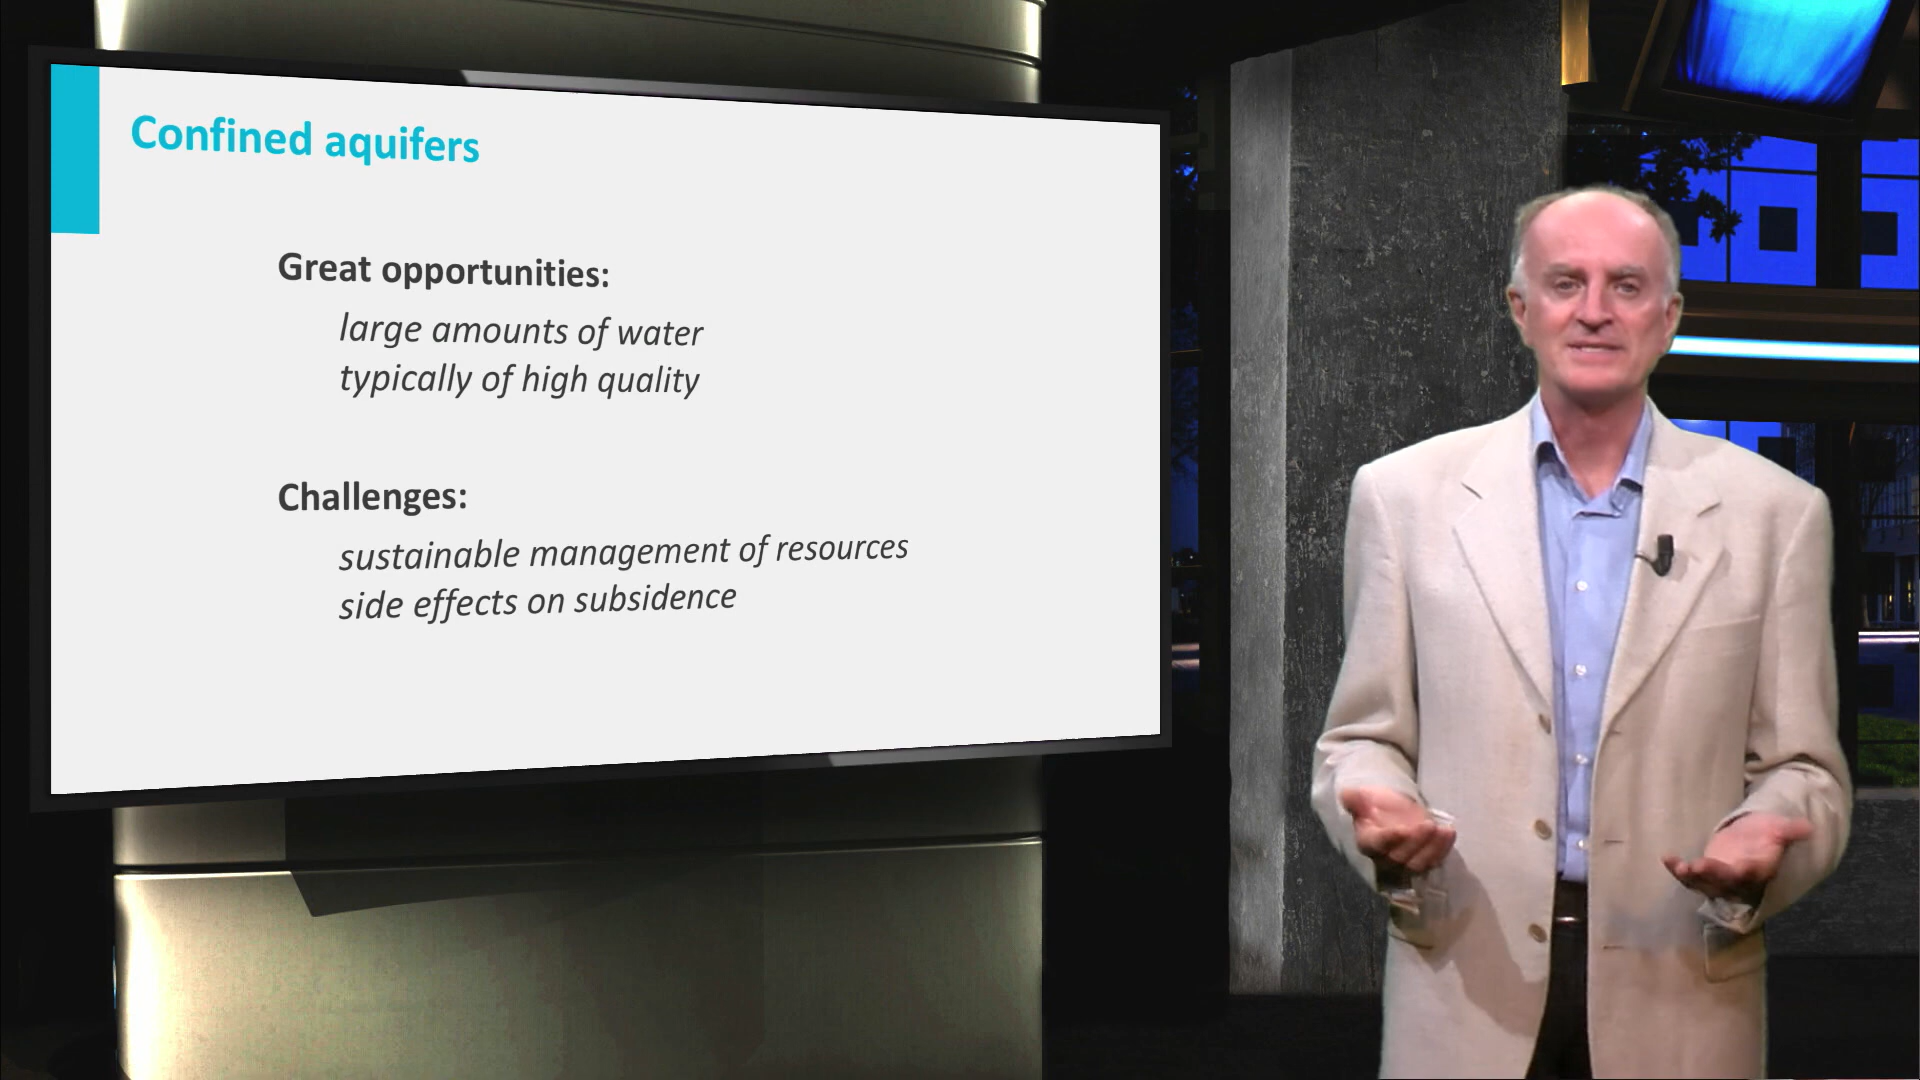 Confined aquifers
Great opportunities:
large amounts of water
typically of high quality
Challenges:
sustainable management of resources
side effects on subsidence